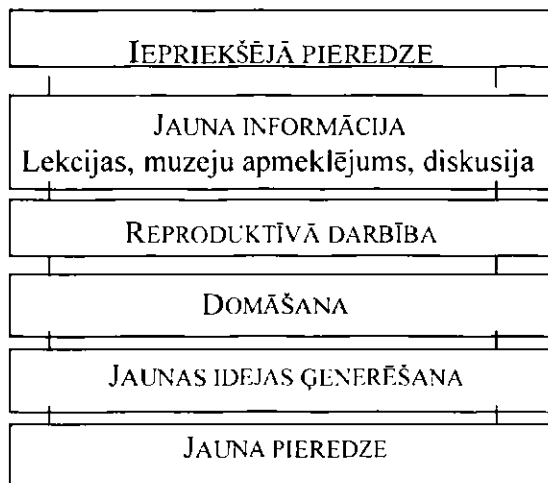 IEPRIEKŠĒJĀ PIEREDZE
JAUNA INFORMĀCIJA
Lekcijas, muzeju apmeklējums, diskusija
REPRODUKTĪVĀ DARBĪBA
DOMĀŠANA
JAUNAS IDEJAS ĢENERĒŠANA
JAUNA PIEREDZE